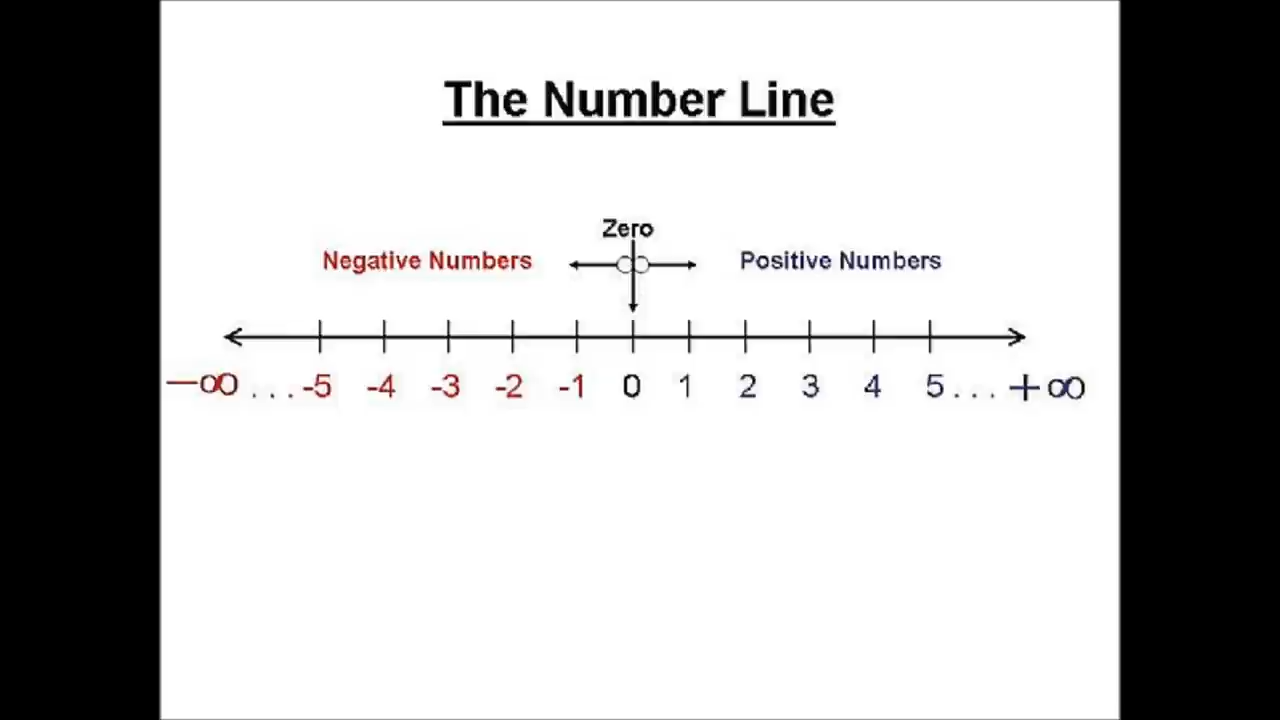 The Number Line
Zero
Negative Numbers Positive Numbers
−∞ . . . -5 -4 -3 -2 -1 0 1 2 3 4 5 . . . +∞